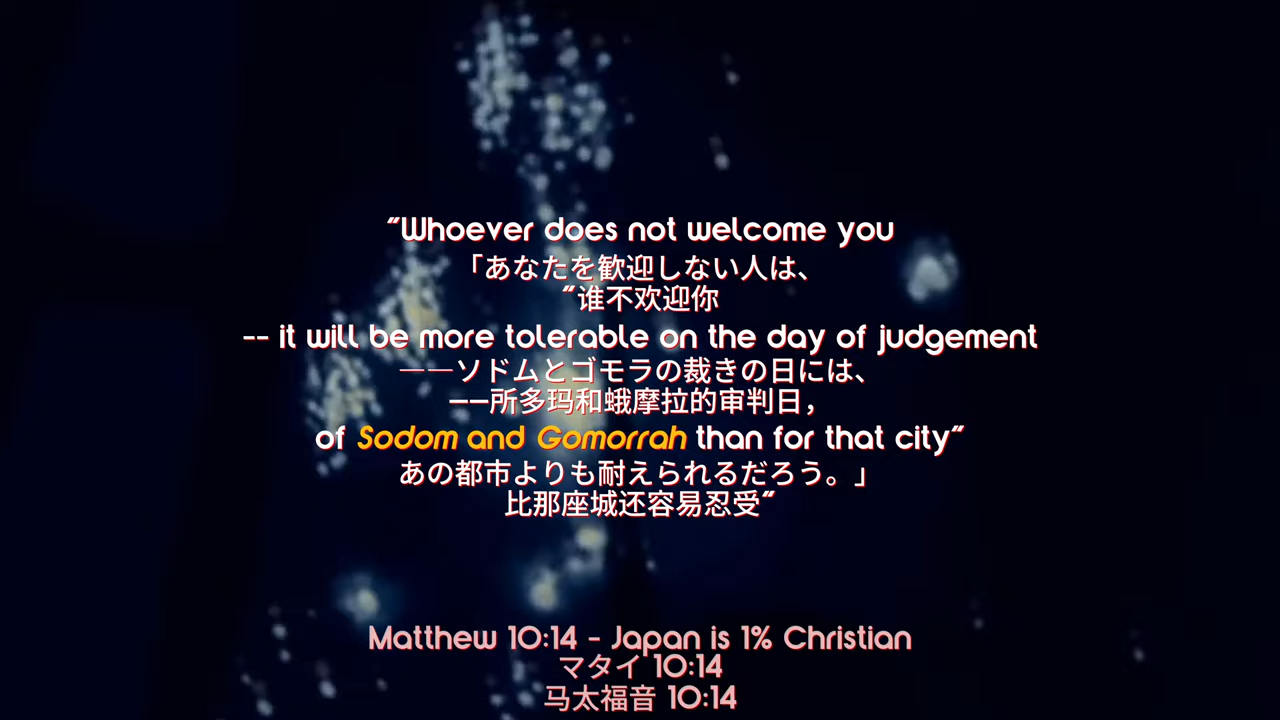 "Whoever does not welcome you
「あなたを歓迎しない人は、
"谁不欢迎你
-- it will be more tolerable on the day of judgement
――ソドムとゴモラの裁きの日には、
——所多玛和蛾摩拉的审判日，
of Sodom and Gomorrah than for that city"
あの都市よりも耐えられるだろう。」
比那座城还容易忍受"
Matthew 10:14 - Japan is 1% Christian
マタイ 10:14
马太福音 10:14